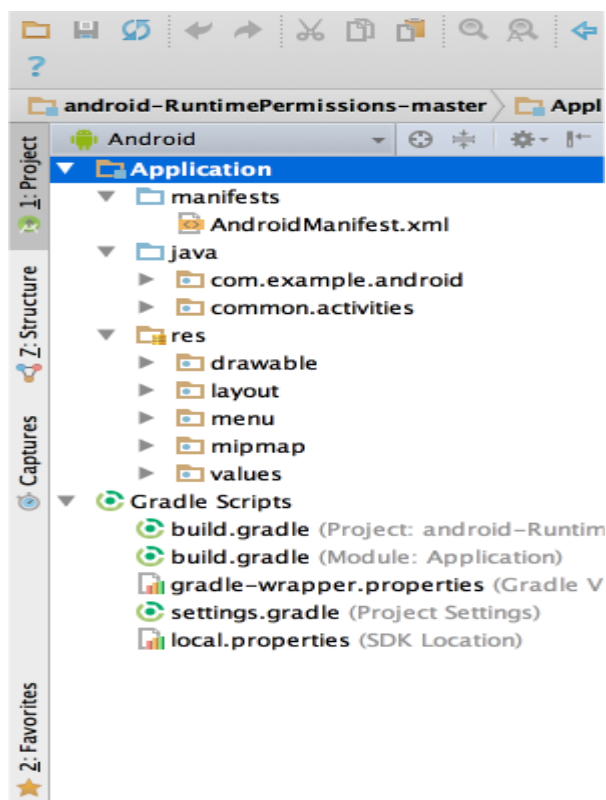 ?
android-RuntimePermissions-master
Appl
Android
1: Project
Application
manifests
AndroidManifest.xml
java
com.example.android
common.activities
Z: Structure
res
drawable
layout
menu
mipmap
values
Captures
Gradle Scripts
build.gradle (Project: android-Runtim
build.gradle (Module: Application)
gradle-wrapper.properties (Gradle V
settings.gradle (Project Settings)
local.properties (SDK Location)
2: Favorites